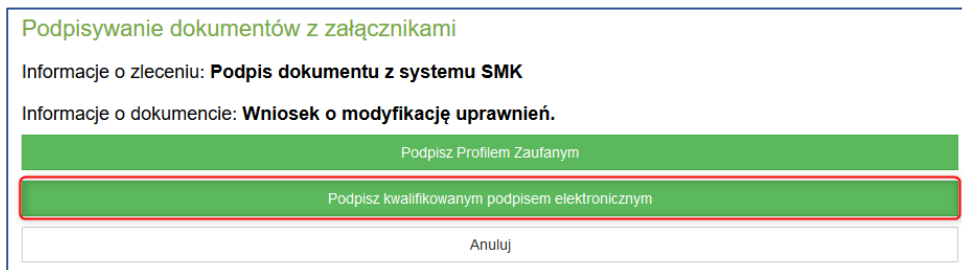 Podpisywanie dokumentów z załącznikami
Informacje o zleceniu: Podpis dokumentu z systemu SMK
Informacje o dokumencie: Wniosek o modyfikację uprawnień.
Podpisz Profilem Zaufanym
Podpisz kwalifikowanym podpisem elektronicznym
Anuluj